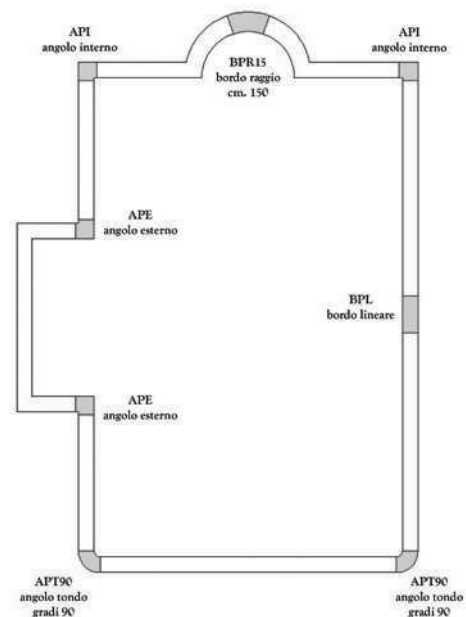 API
angolo interno
API
angolo interno
BPR15
bordo raggio
cm. 150
APE
angolo esterno
BPL
bordo lineare
APE
angolo esterno
APT90
angolo tondo
gradi 90
APT90
angolo tondo
gradi 90